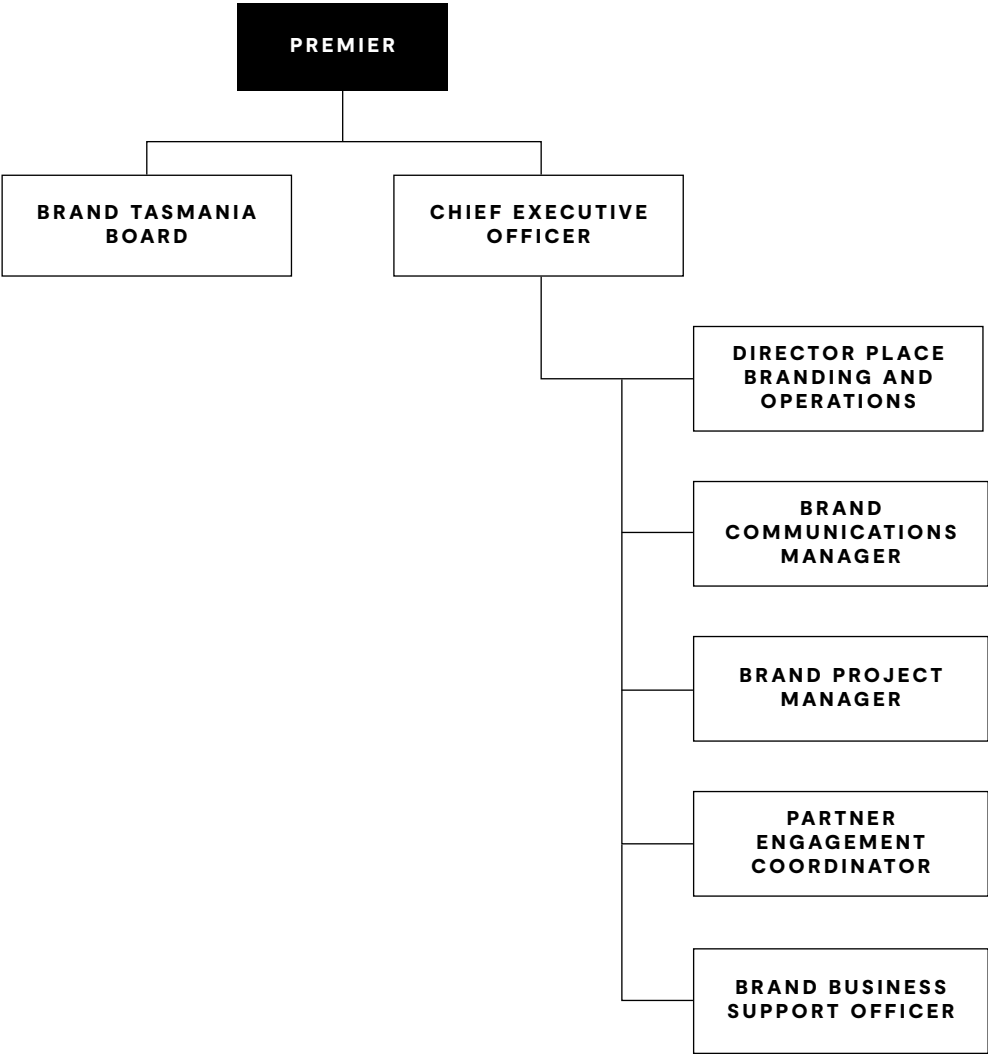 PREMIER
BRAND TASMANIA
BOARD
CHIEF EXECUTIVE
OFFICER
DIRECTOR PLACE
BRANDING AND
OPERATIONS
BRAND
COMMUNICATIONS
MANAGER
BRAND PROJECT
MANAGER
PARTNER
ENGAGEMENT
COORDINATOR
BRAND BUSINESS
SUPPORT OFFICER